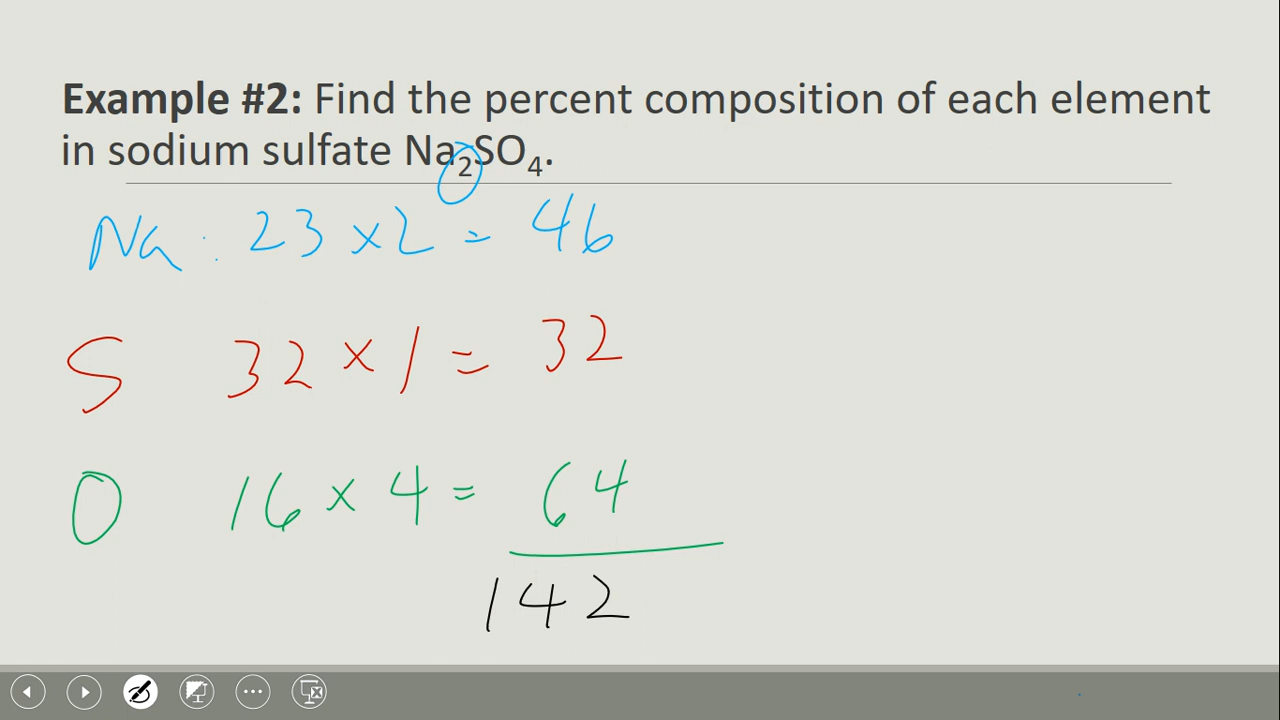 Example #2: Find the percent composition of each element
in sodium sulfate Na₂SO₄.
Na: 23 × 2 = 46
S 32 × 1 = 32
O 16 × 4 = 64
142